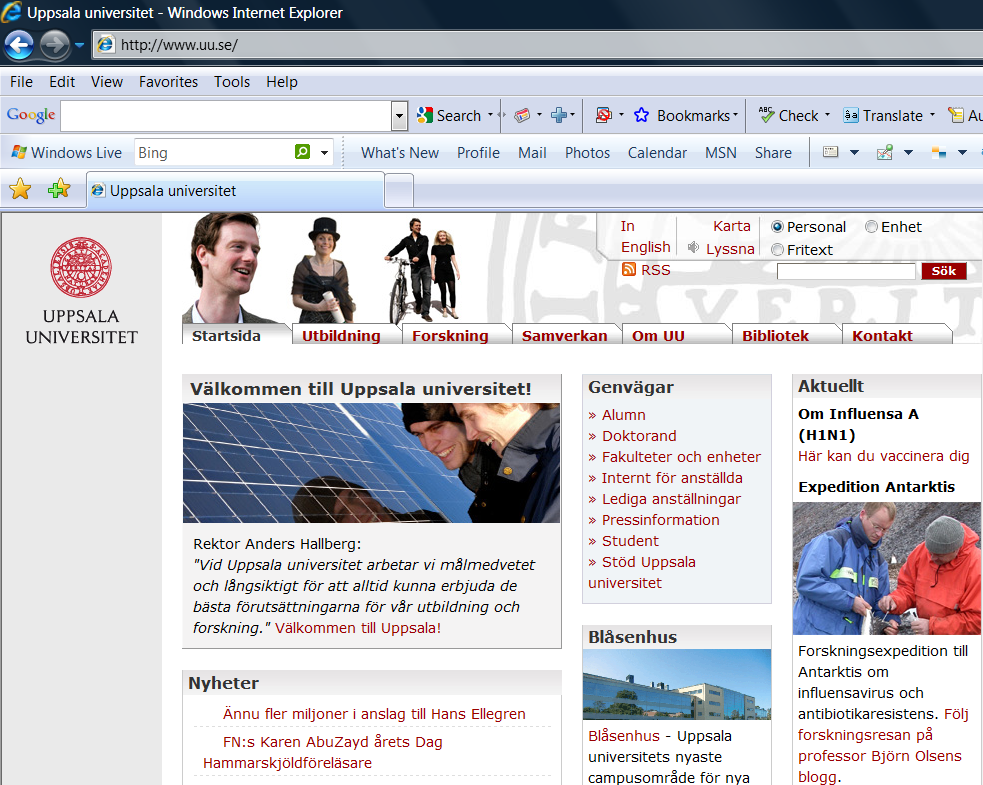 Uppsala universitet - Windows Internet Explorer
http://www.uu.se/
File Edit View Favorites Tools Help
Google Search Bookmarks Check Translate Au
Windows Live Bing What's New Profile Mail Photos Calendar MSN Share
Uppsala universitet
UPPSALA
UNIVERSITET
In
English
Karta
Lyssna
RSS
Personal Enhet
Fritext
Sök
Startsida Utbildning Forskning Samverkan Om UU Bibliotek Kontakt
Välkommen till Uppsala universitet!
Rektor Anders Hallberg:
"Vid Uppsala universitet arbetar vi målmedvetet
och långsiktigt för att alltid kunna erbjuda de
bästa förutsättningarna för vår utbildning och
forskning." Välkommen till Uppsala!
Nyheter
Ännu fler miljoner i anslag till Hans Ellegren
FN:s Karen AbuZayd årets Dag
Hammarskjöldföreläsare
Genvägar
» Alumn
» Doktorand
» Fakulteter och enheter
» Internt för anställda
» Lediga anställningar
» Pressinformation
» Student
» Stöd Uppsala
universitet
Blåsenhus
Blåsenhus - Uppsala
universitets nyaste
campusområde för nya
Aktuellt
Om Influensa A
(H1N1)
Här kan du vaccinera dig
Expedition Antarktis
Forskningsexpedition till
Antarktis om
influensavirus och
antibiotikaresistens. Följ
forskningsresan på
professor Björn Olsens
blogg.